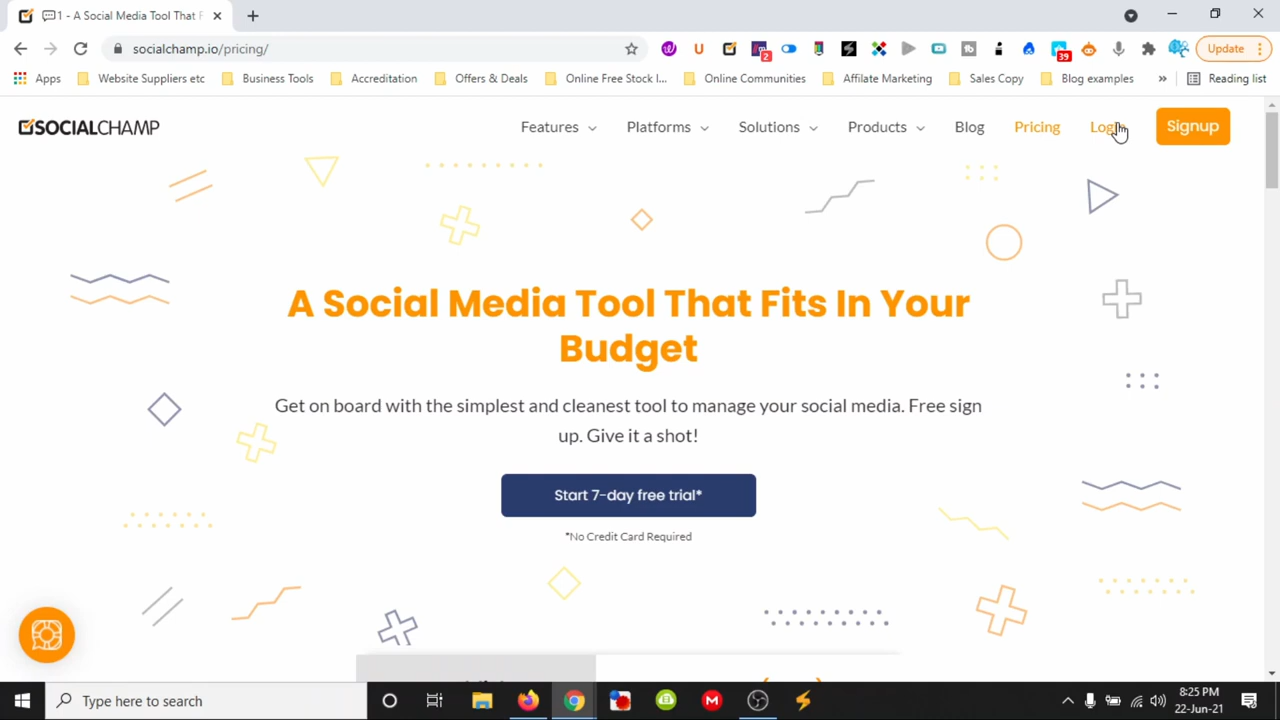 1 - A Social Media Tool That F
socialchamp.io/pricing/
2
39
Update
Apps
Website Suppliers etc
Business Tools
Accreditation
Offers & Deals
Online Free Stock I...
Online Communities
Affilate Marketing
Sales Copy
Blog examples
»
Reading list
SOCIALCHAMP
Features
Platforms
Solutions
Products
Blog
Pricing
Login
Signup
A Social Media Tool That Fits In Your
Budget
Get on board with the simplest and cleanest tool to manage your social media. Free sign
up. Give it a shot!
Start 7-day free trial*
*No Credit Card Required
Type here to search
8:25 PM
22-Jun-21